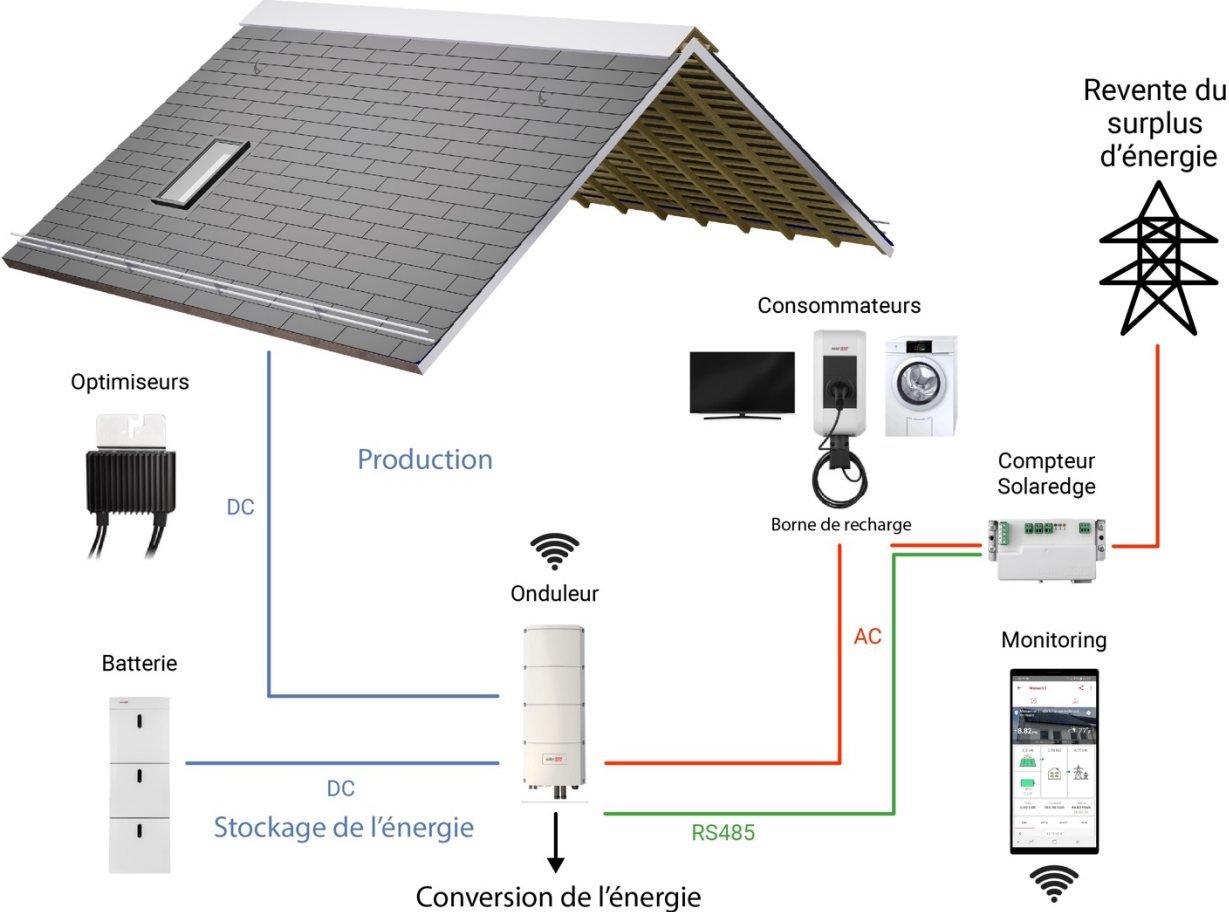 Revente du
surplus
d’énergie
Consommateurs
Optimiseurs
Production
DC
Compteur
Solaredge
Borne de recharge
Onduleur
AC
Monitoring
Batterie
DC
Stockage de l’énergie
RS485
Conversion de l’énergie